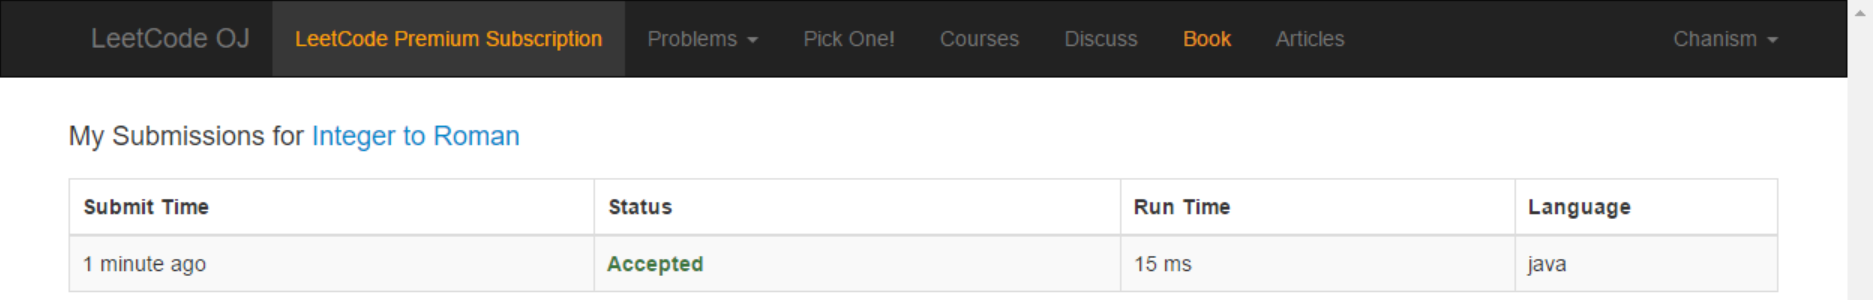 LeetCode OJ LeetCode Premium Subscription Problems Pick One! Courses Discuss Book Articles Chanism
My Submissions for Integer to Roman
Submit Time Status Run Time Language
1 minute ago Accepted 15 ms java